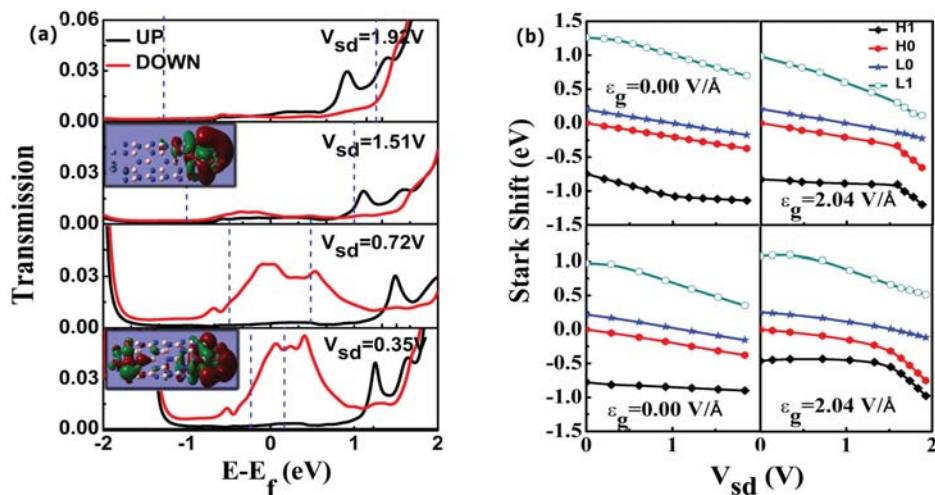 (a)
UP
DOWN
V_sd=1.92V
0.06
0.03
0.00
V_sd=1.51V
0.03
0.00
V_sd=0.72V
0.03
0.00
V_sd=0.35V
0.03
0.00
Transmission
-2 -1 0 1 2
E-E_f (eV)
(b)
H1
H0
L0
L1
1.0
0.5
0.0
-0.5
-1.0
-1.5
ε_g=0.00 V/Å
ε_g=2.04 V/Å
1.0
0.5
0.0
-0.5
-1.0
-1.5
ε_g=0.00 V/Å
ε_g=2.04 V/Å
Stark Shift (eV)
0 1 0 1 2
V_sd (V)